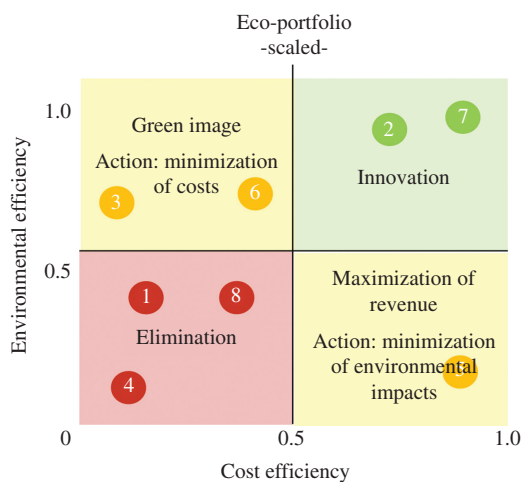 Eco-portfolio
-scaled-
Environmental efficiency
1.0
0.5
0
Green image
Action: minimization
of costs
3
6
2
7
Innovation
1
8
Elimination
4
Maximization of
revenue
Action: minimization
of environmental
impacts
5
0.5
1.0
Cost efficiency